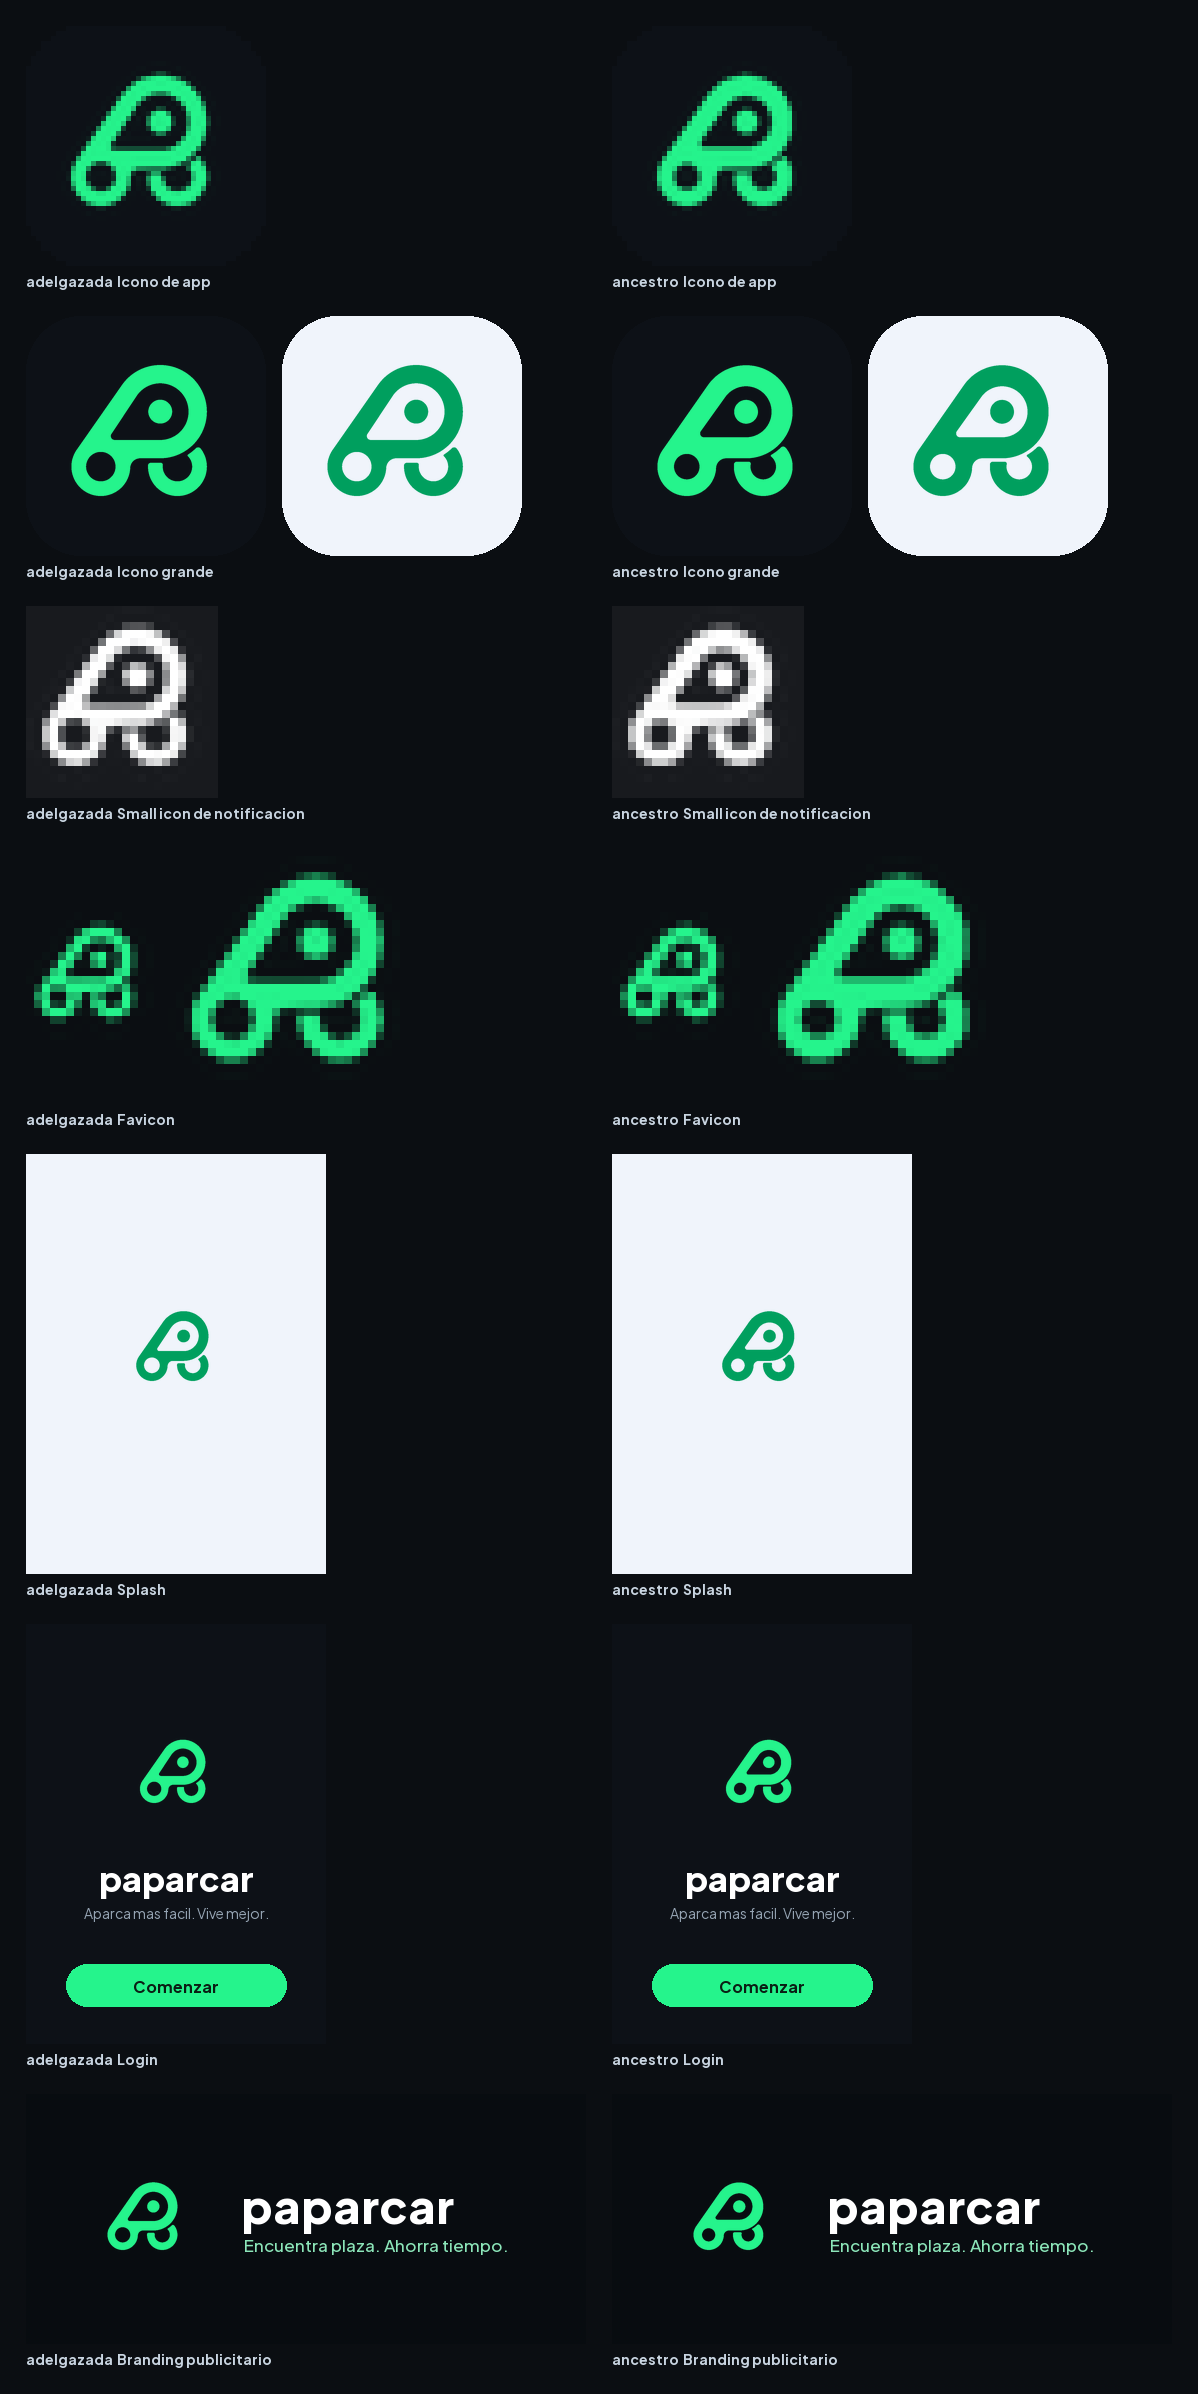 adelgazada Icono de app
ancestro Icono de app
adelgazada Icono grande
ancestro Icono grande
adelgazada Small icon de notificacion
ancestro Small icon de notificacion
adelgazada Favicon
ancestro Favicon
adelgazada Splash
ancestro Splash
paparcar
Aparca mas facil. Vive mejor.
Comenzar
paparcar
Aparca mas facil. Vive mejor.
Comenzar
adelgazada Login
ancestro Login
paparcar
Encuentra plaza. Ahorra tiempo.
paparcar
Encuentra plaza. Ahorra tiempo.
adelgazada Branding publicitario
ancestro Branding publicitario